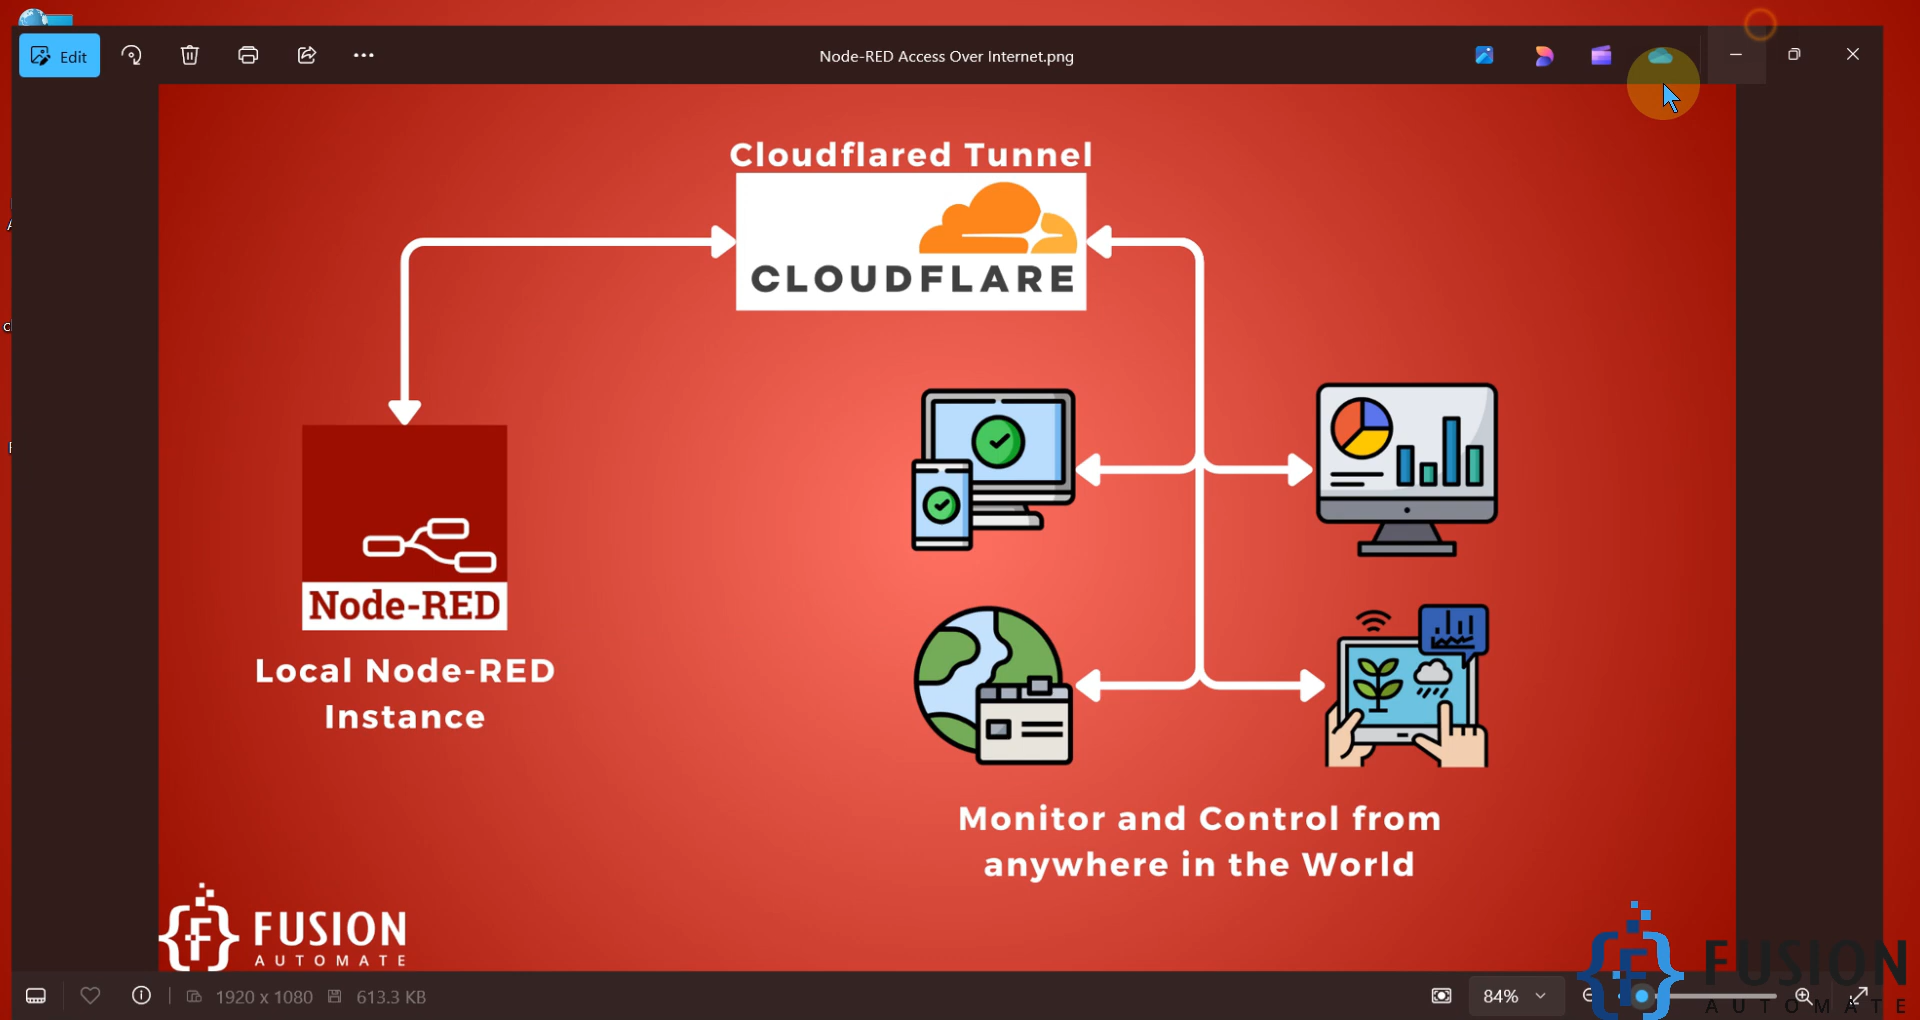 Edit
Node-RED Access Over Internet.png
Cloudflared Tunnel
CLOUDFLARE
Node-RED
Local Node-RED
Instance
Monitor and Control from
anywhere in the World
FUSION
AUTOMATE
1920 x 1080
613.3 KB
84%
FUSION
AUTOMATE